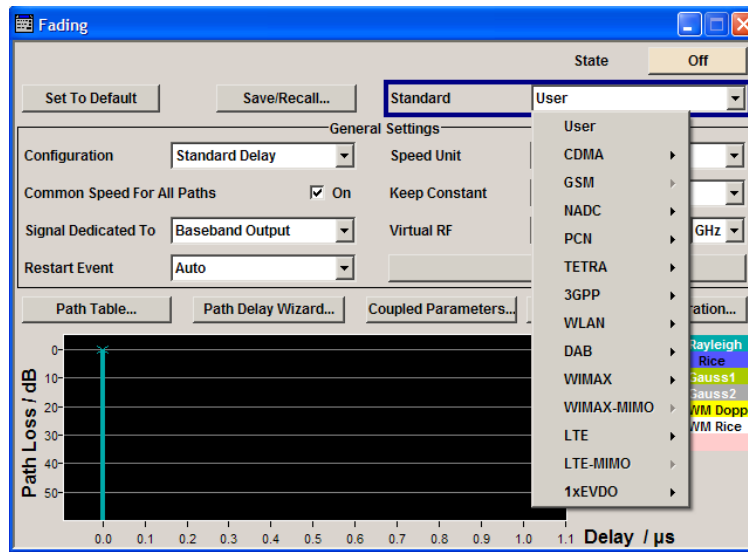 Fading
State Off
Set To Default Save/Recall... Standard User
General Settings
User
Configuration Standard Delay Speed Unit
CDMA
GSM
Common Speed For All Paths On Keep Constant
NADC
Signal Dedicated To Baseband Output Virtual RF GHz
PCN
Restart Event Auto
TETRA
3GPP
Path Table... Path Delay Wizard... Coupled Parameters... ration...
WLAN
DAB
WIMAX
WIMAX-MIMO
LTE
LTE-MIMO
1xEVDO
Rayleigh
Rice
Gauss1
Gauss2
WM Dopp
WM Rice
Path Loss / dB
0
10
20
30
40
50
0.0 0.1 0.2 0.3 0.4 0.5 0.6 0.7 0.8 0.9 1.0 1.1 Delay / µs